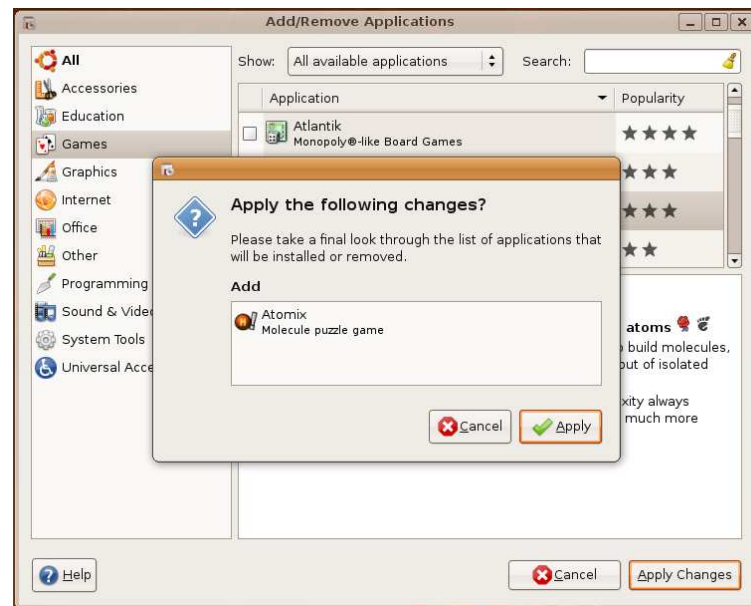 Add/Remove Applications
All
Accessories
Education
Games
Graphics
Internet
Office
Other
Programming
Sound & Vide
System Tools
Universal Acce
Show: All available applications Search:
Application Popularity
Atlantik
Monopoly®-like Board Games
Apply the following changes?
Please take a final look through the list of applications that
will be installed or removed.
Add
Atomix
Molecule puzzle game
Cancel Apply
atoms
build molecules,
out of isolated
xity always
much more
Help Cancel Apply Changes